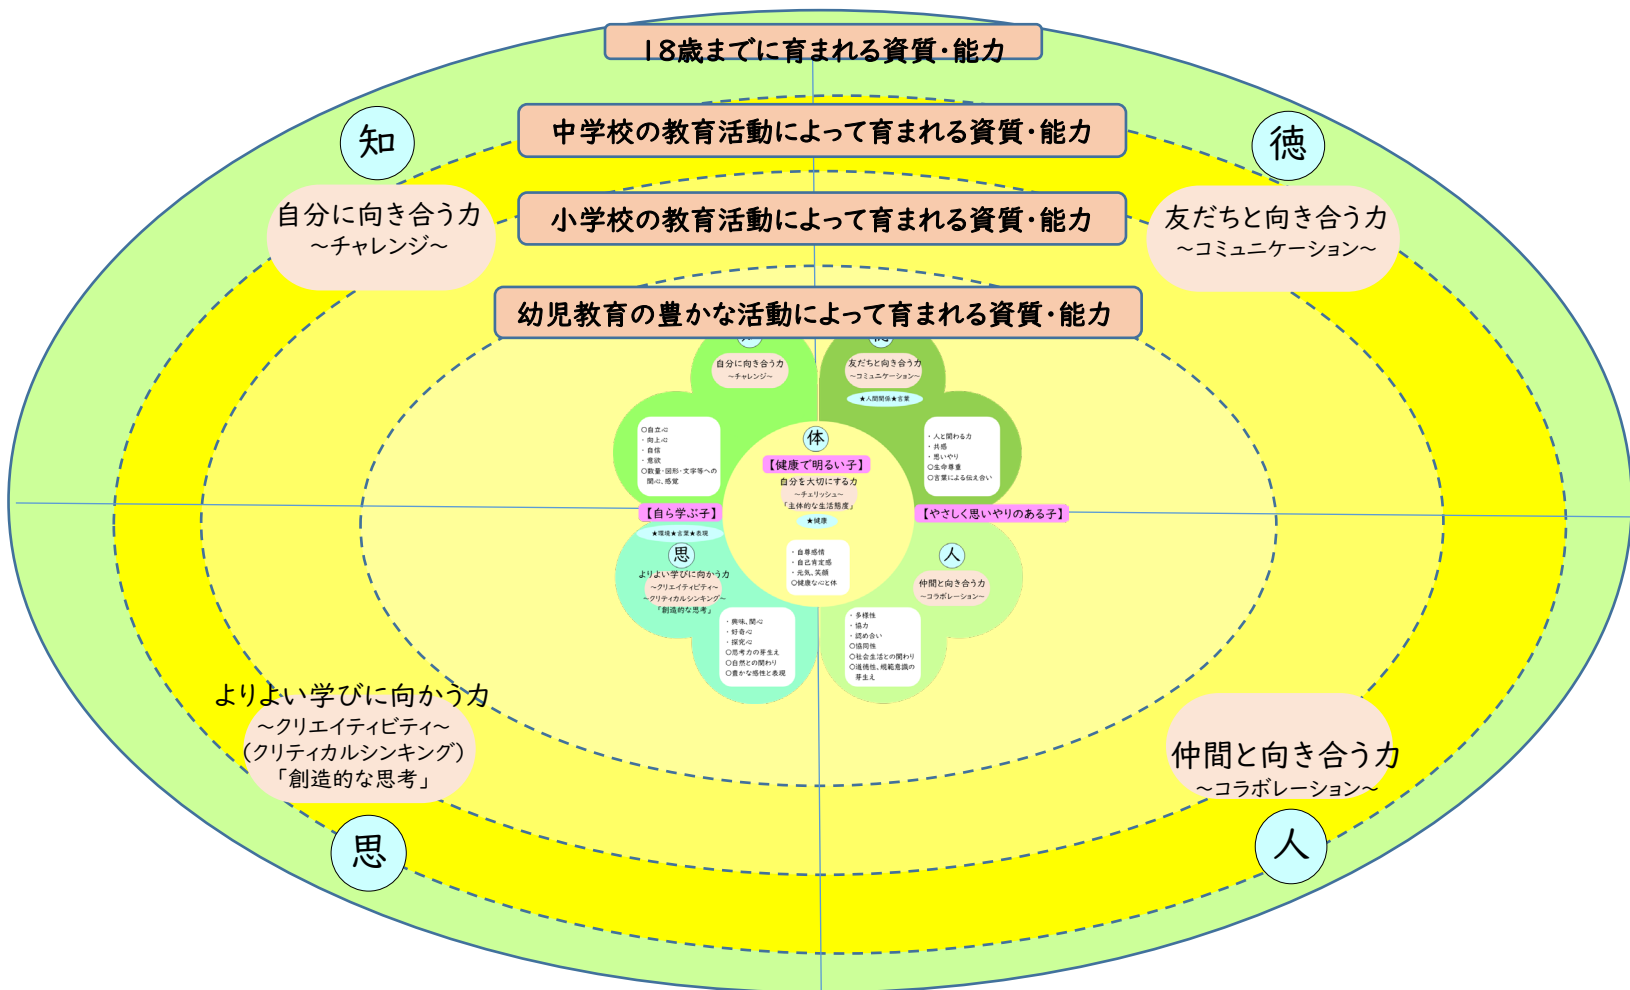 18歳までに育まれる資質・能力
中学校の教育活動によって育まれる資質・能力
小学校の教育活動によって育まれる資質・能力
幼児教育の豊かな活動によって育まれる資質・能力
知
自分に向き合う力
～チャレンジ～
徳
友だちと向き合う力
～コミュニケーション～
自分に向き合う力
～チャレンジ～
○自立心
・向上心
・自信
・意欲
○数量・図形・文字等への
関心、感覚
【自ら学ぶ子】
友だちと向き合う力
～コミュニケーション～
★人間関係★言葉
・人と関わる力
・共感
・思いやり
○生命尊重
○言葉による伝え合い
【やさしく思いやりのある子】
体
【健康で明るい子】
自分を大切にする力
～チェリッシュ～
「主体的な生活態度」
★健康
・自尊感情
・自己肯定感
・元気、笑顔
○健康な心と体
★環境★言葉★表現
思
よりよい学びに向かう力
～クリエイティビティ～
～クリティカルシンキング～
「創造的な思考」
・興味、関心
・好奇心
・探究心
○思考力の芽生え
○自然との関わり
○豊かな感性と表現
人
仲間と向き合う力
～コラボレーション～
・多様性
・協力
・認め合い
○協同性
○社会生活との関わり
○道徳性、規範意識の
芽生え
よりよい学びに向かう力
～クリエイティビティ～
（クリティカルシンキング）
「創造的な思考」
思
仲間と向き合う力
～コラボレーション～
人